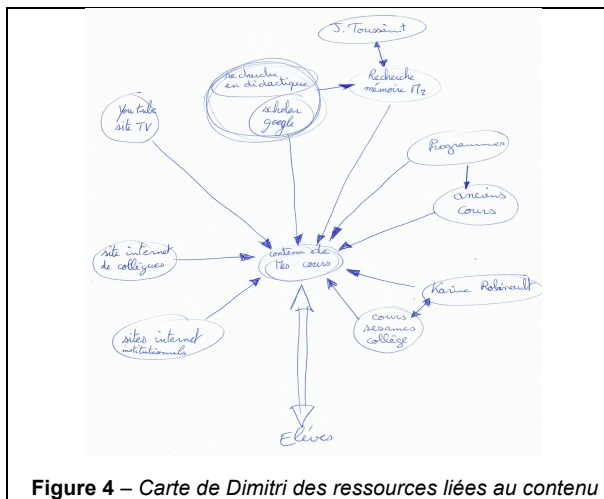 J. Toussaint
recherche
en didactique
scholar
google
Recherche
mémoire M2
Youtube
site TV
Programmes
anciens
cours
site internet
de collègues
contenu de
Mes cours
Karine Robinault
cours
sesames
collège
sites internet
institutionnels
Elèves
Figure 4 – Carte de Dimitri des ressources liées au contenu